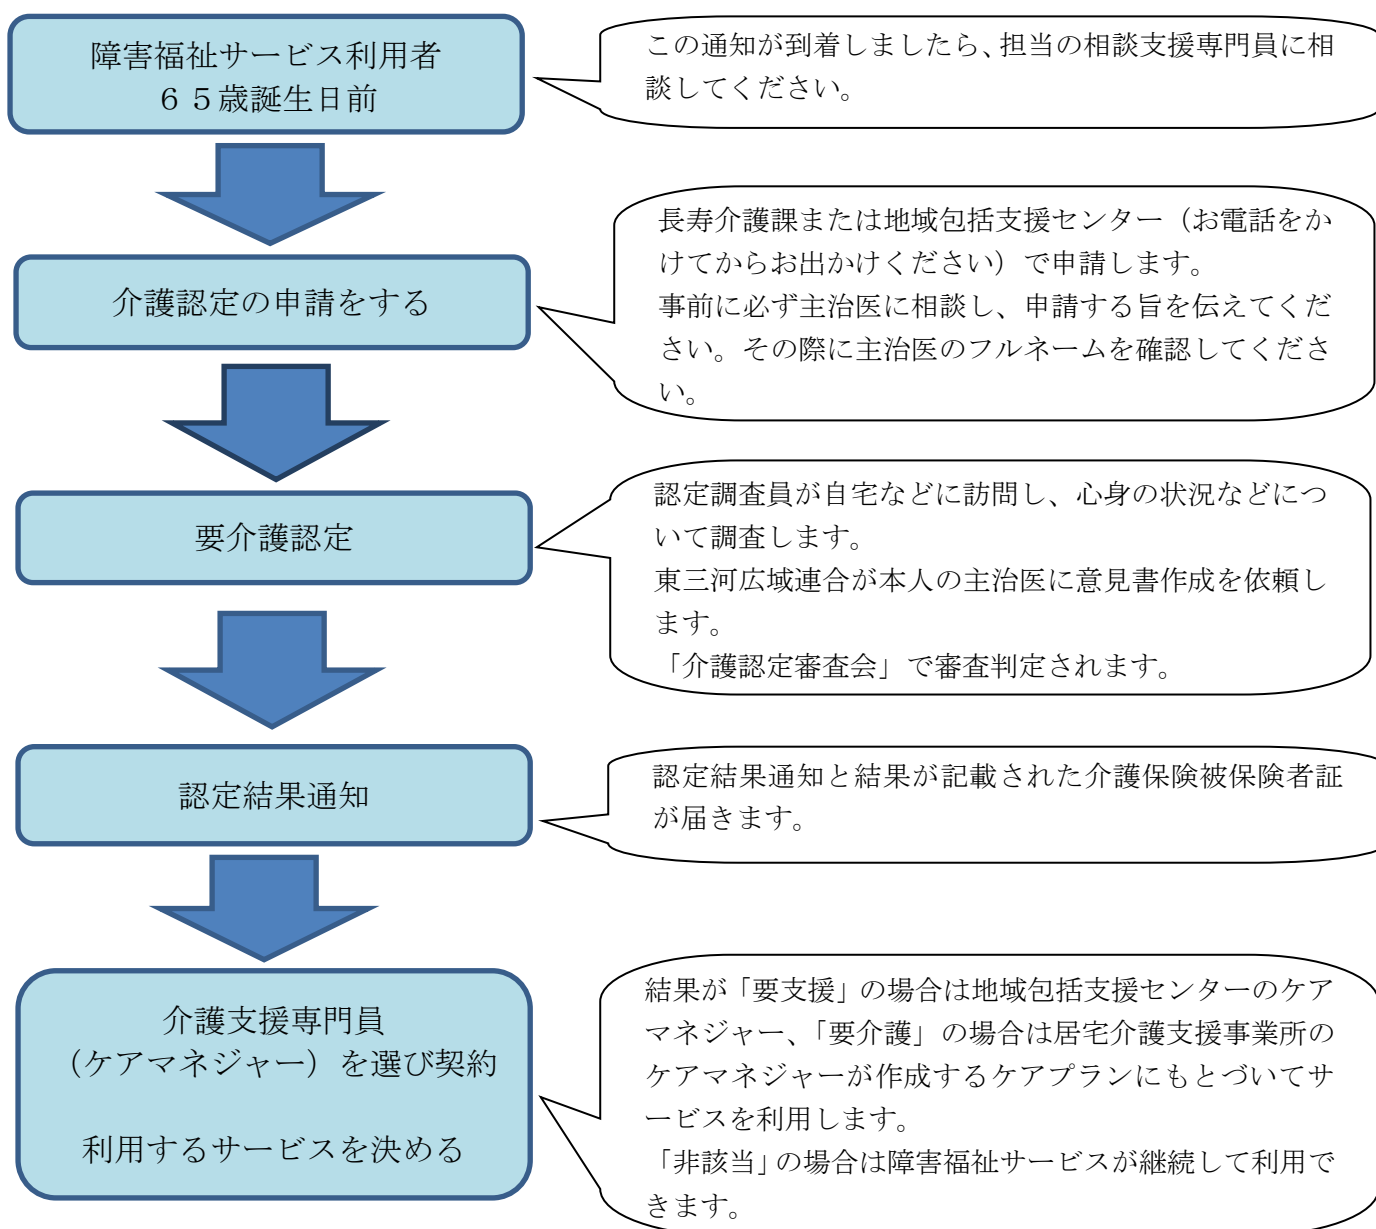 障害福祉サービス利用者
６５歳誕生日前
この通知が到着しましたら、担当の相談支援専門員に相
談してください。
介護認定の申請をする
長寿介護課または地域包括支援センター（お電話をか
けてからお出かけください）で申請します。
事前に必ず主治医に相談し、申請する旨を伝えてくだ
さい。その際に主治医のフルネームを確認してくださ
い。
要介護認定
認定調査員が自宅などに訪問し、心身の状況などにつ
いて調査します。
東三河広域連合が本人の主治医に意見書作成を依頼し
ます。
「介護認定審査会」で審査判定されます。
認定結果通知
認定結果通知と結果が記載された介護保険被保険者証
が届きます。
介護支援専門員
（ケアマネジャー）を選び契約
利用するサービスを決める
結果が「要支援」の場合は地域包括支援センターのケア
マネジャー、「要介護」の場合は居宅介護支援事業所の
ケアマネジャーが作成するケアプランにもとづいてサ
ービスを利用します。
「非該当」の場合は障害福祉サービスが継続して利用で
きます。